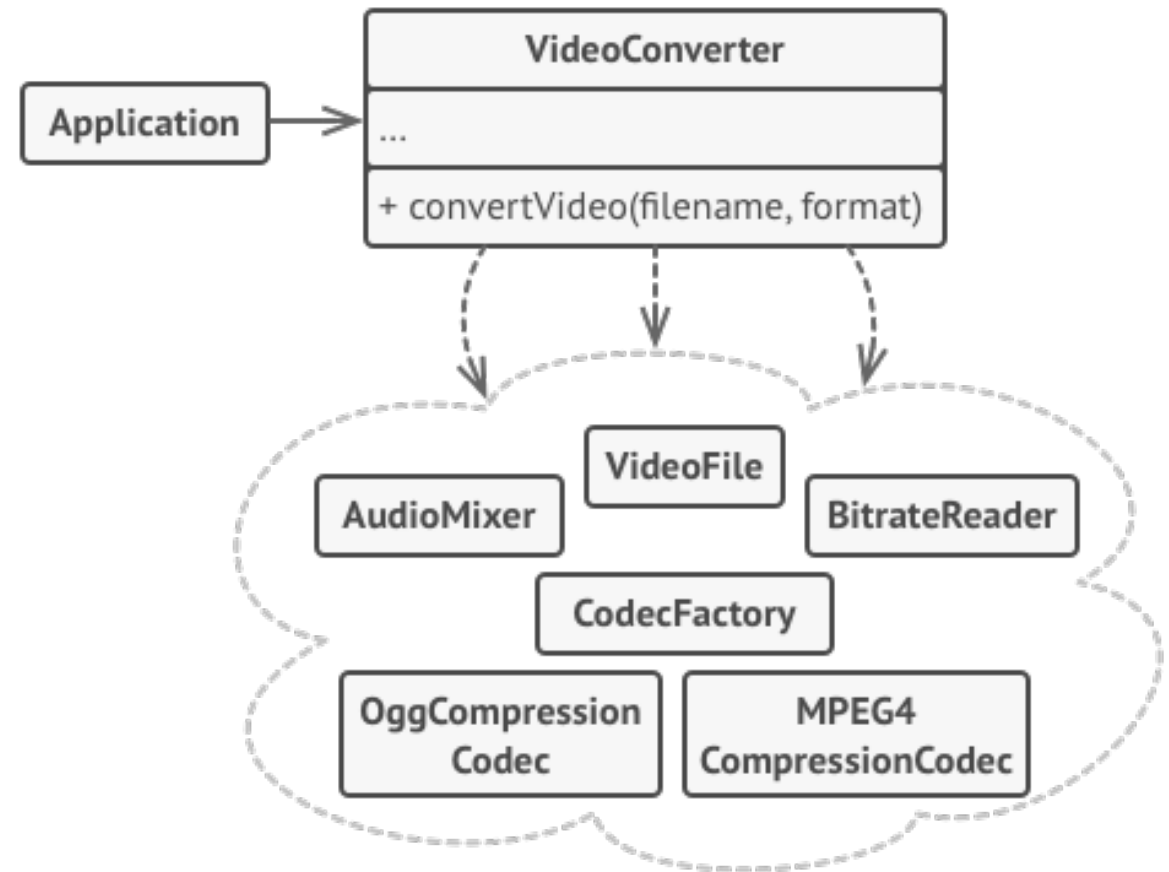 VideoConverter
Application
...
+ convertVideo(filename, format)
VideoFile
AudioMixer
BitrateReader
CodecFactory
OggCompression
Codec
MPEG4
CompressionCodec